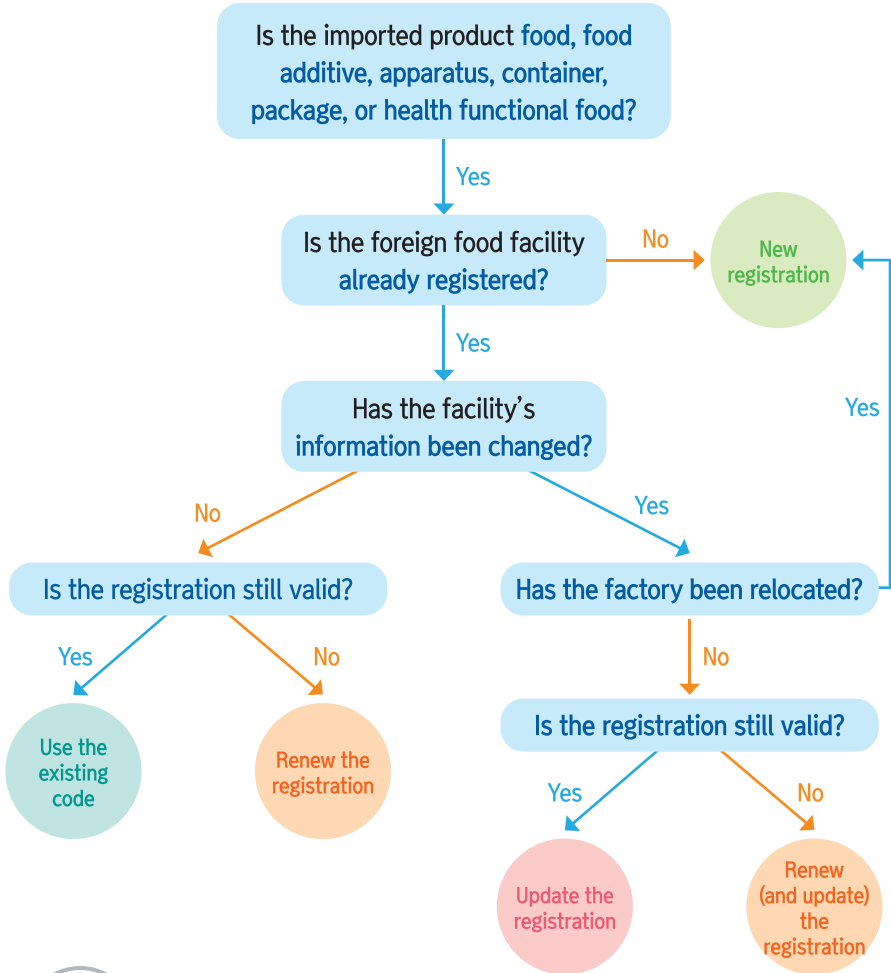 Is the imported product food, food
additive, apparatus, container,
package, or health functional food?
Yes
Is the foreign food facility
already registered?
No
New
registration
Yes
Has the facility's
information been changed?
Yes
No
Yes
Is the registration still valid?
Has the factory been relocated?
Yes
No
No
Is the registration still valid?
Use the
existing
code
Renew the
registration
Yes
No
Update the
registration
Renew
(and update)
the
registration